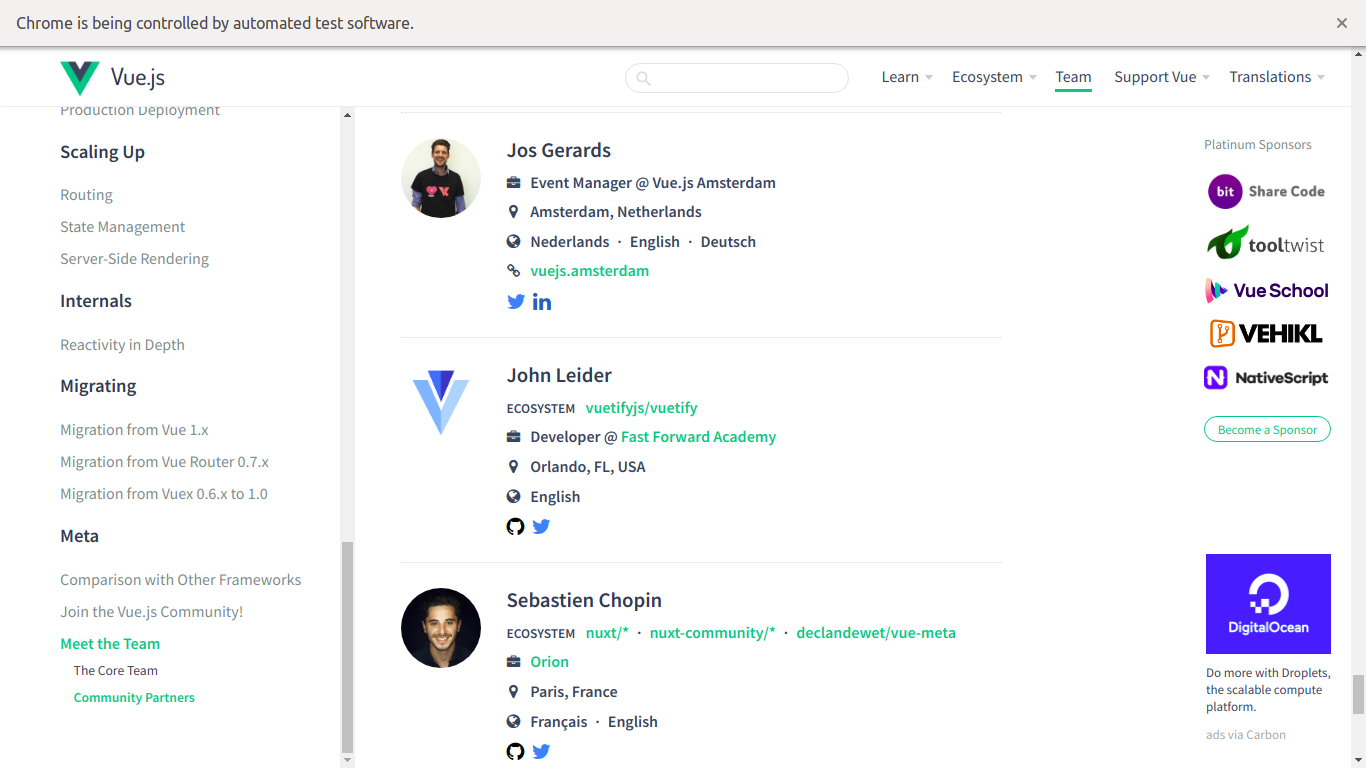 Chrome is being controlled by automated test software.
Vue.js
Learn
Ecosystem
Team
Support Vue
Translations
Production Deployment
Scaling Up
Routing
State Management
Server-Side Rendering
Internals
Reactivity in Depth
Migrating
Migration from Vue 1.x
Migration from Vue Router 0.7.x
Migration from Vuex 0.6.x to 1.0
Meta
Comparison with Other Frameworks
Join the Vue.js Community!
Meet the Team
The Core Team
Community Partners
Jos Gerards
Event Manager @ Vue.js Amsterdam
Amsterdam, Netherlands
Nederlands · English · Deutsch
vuejs.amsterdam
in
John Leider
ECOSYSTEM vuetifyjs/vuetify
Developer @ Fast Forward Academy
Orlando, FL, USA
English
Sebastien Chopin
ECOSYSTEM nuxt/* · nuxt-community/* · declandewet/vue-meta
Orion
Paris, France
Français · English
Platinum Sponsors
bit Share Code
tooltwist
Vue School
VEHIKL
NativeScript
Become a Sponsor
DigitalOcean
Do more with Droplets,
the scalable compute
platform.
ads via Carbon